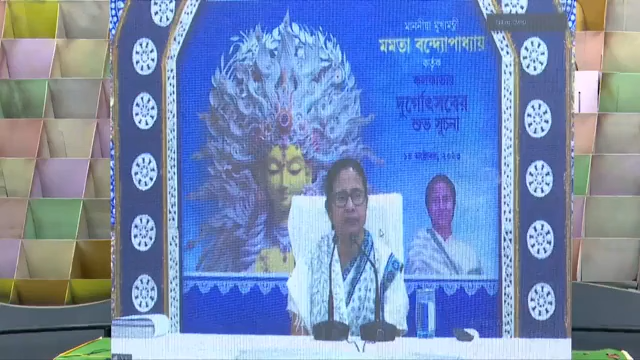 মাননীয়া মুখ্যমন্ত্রী
মমতা বন্দ্যোপাধ্যায়
কর্তৃক
কলকাতায়
দুর্গোৎসবের
শুভ সূচনা